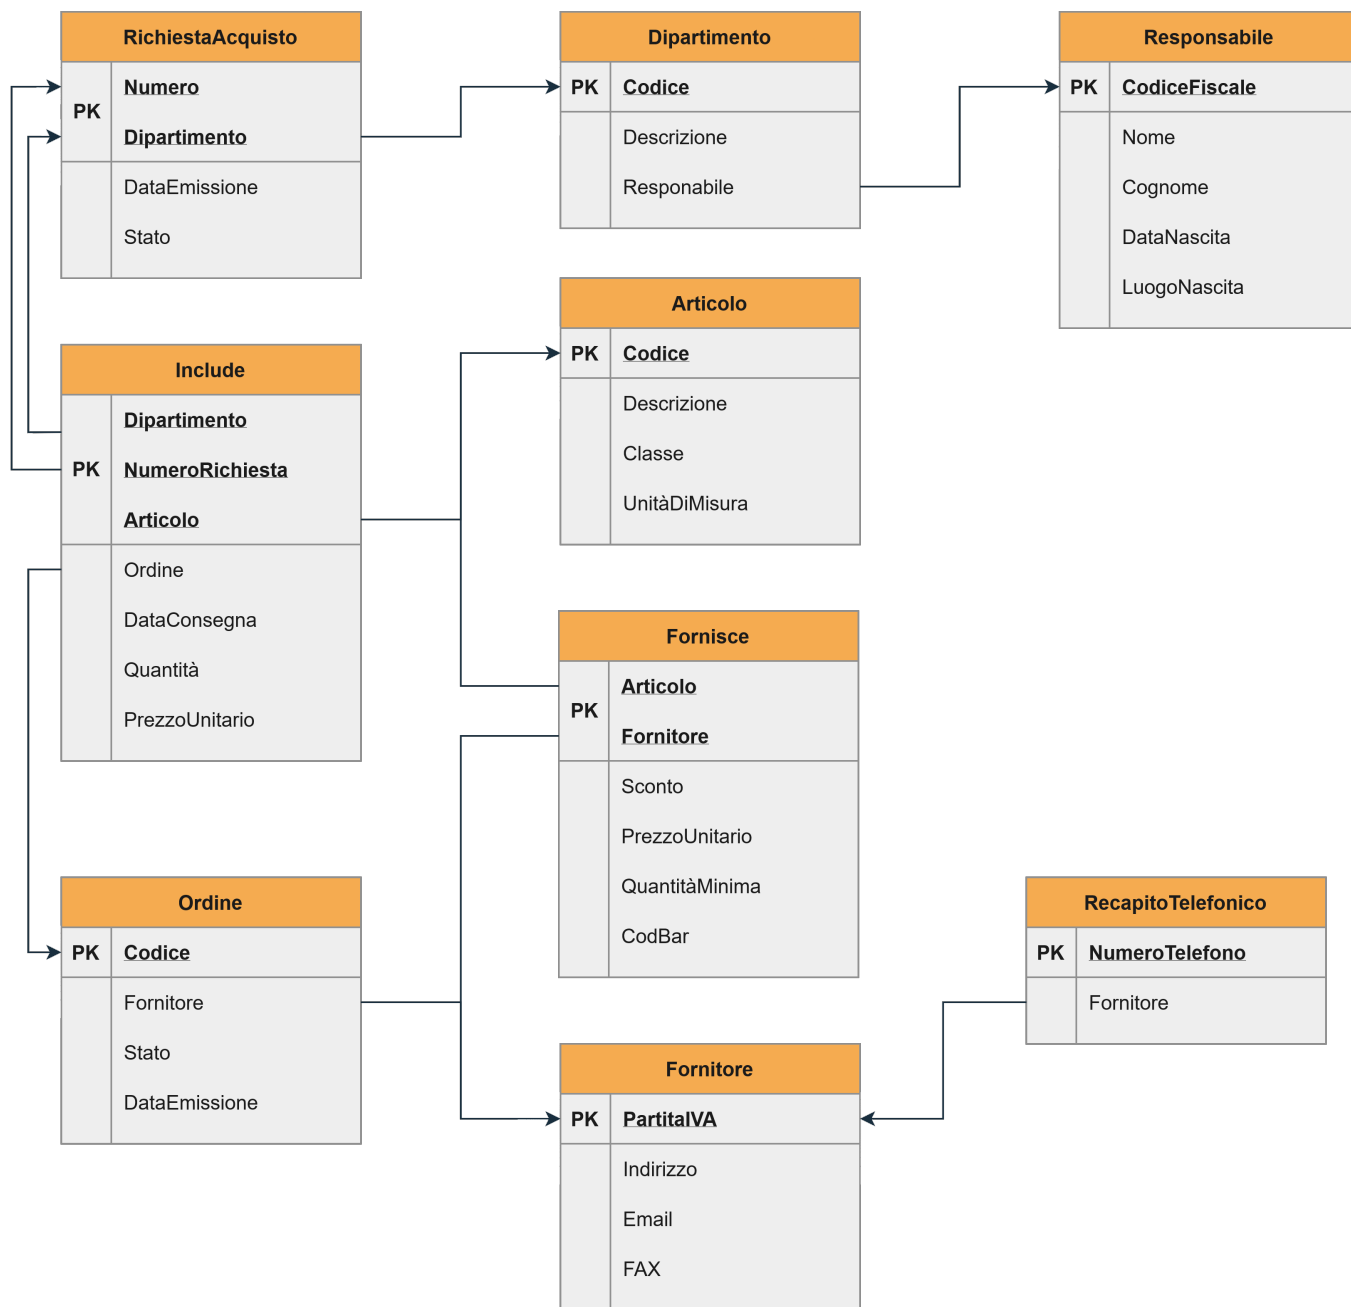 RichiestaAcquisto
PK
Numero
Dipartimento
DataEmissione
Stato
Dipartimento
PK
Codice
Descrizione
Responabile
Responsabile
PK
CodiceFiscale
Nome
Cognome
DataNascita
LuogoNascita
Include
PK
Dipartimento
NumeroRichiesta
Articolo
Ordine
DataConsegna
Quantità
PrezzoUnitario
Articolo
PK
Codice
Descrizione
Classe
UnitàDiMisura
Fornisce
PK
Articolo
Fornitore
Sconto
PrezzoUnitario
QuantitàMinima
CodBar
Ordine
PK
Codice
Fornitore
Stato
DataEmissione
Fornitore
PK
PartitaIVA
Indirizzo
Email
FAX
RecapitoTelefonico
PK
NumeroTelefono
Fornitore